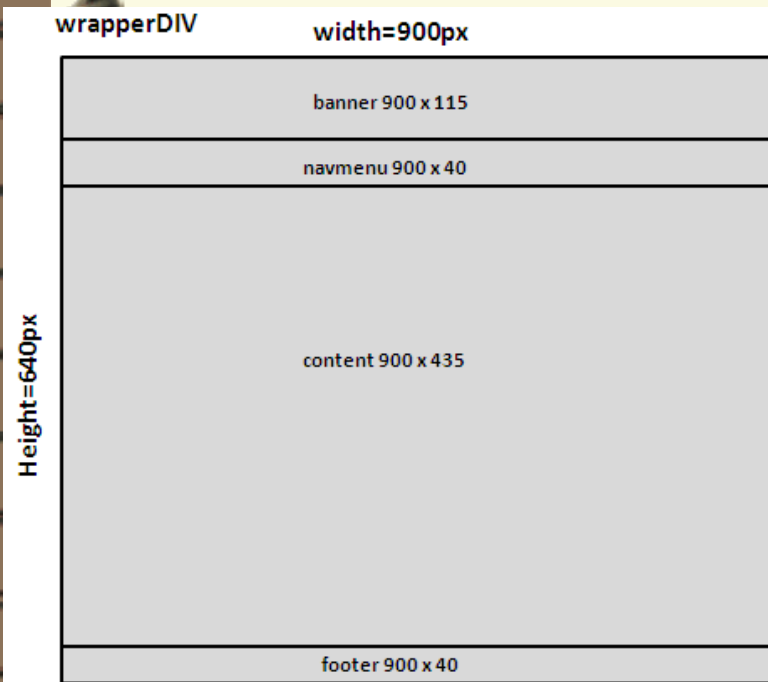 wrapperDIV
width=900px
banner 900 x 115
navmenu 900 x 40
Height=640px
content 900 x 435
footer 900 x 40